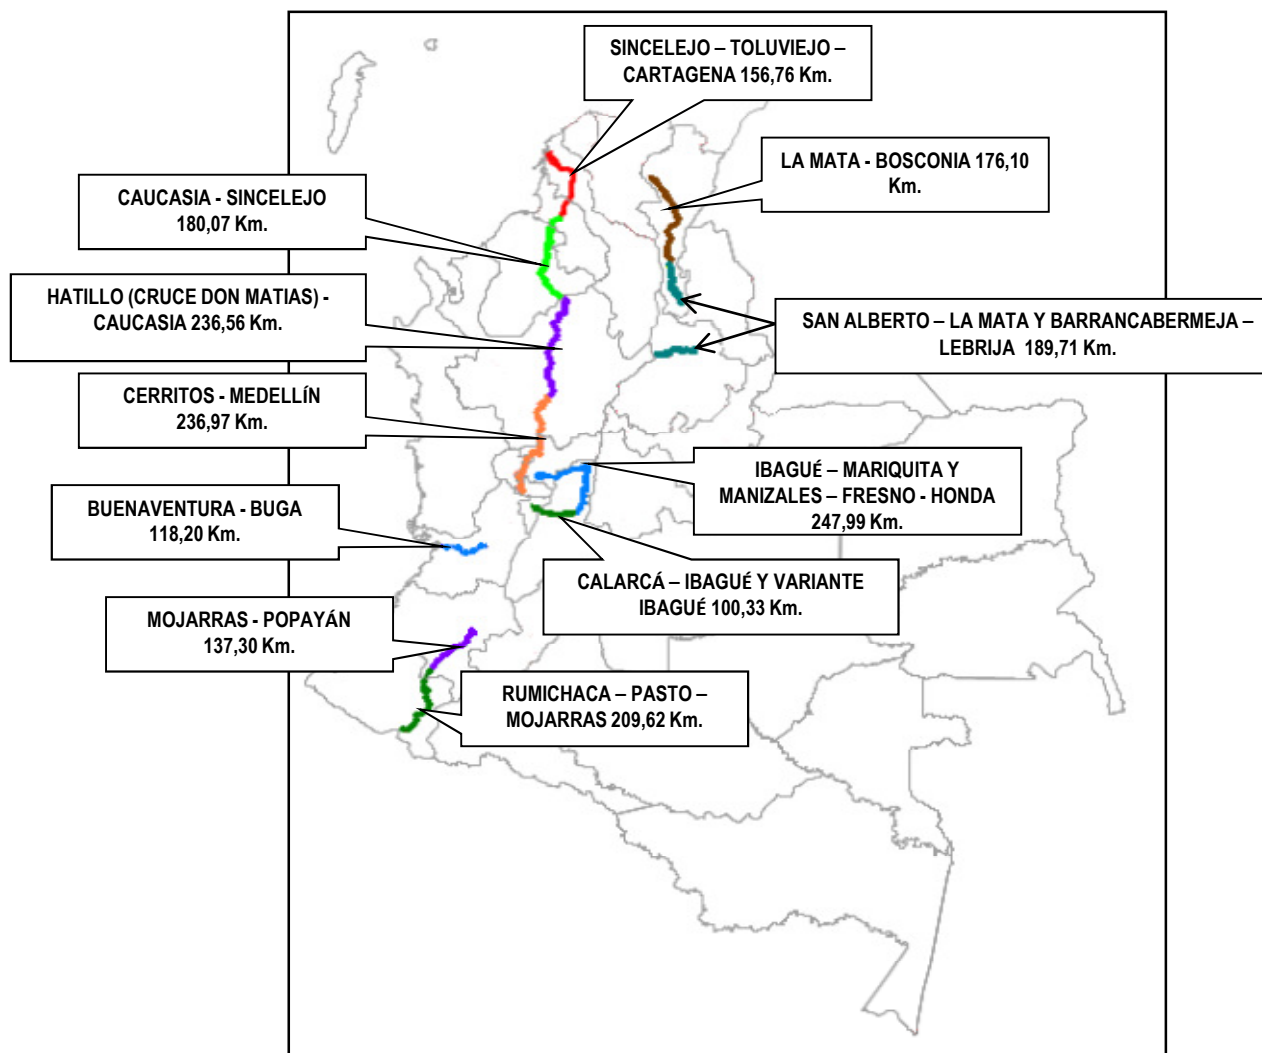 SINCELEJO – TOLUVIEJO –
CARTAGENA 156,76 Km.
LA MATA - BOSCONIA 176,10
Km.
CAUCASIA - SINCELEJO
180,07 Km.
HATILLO (CRUCE DON MATIAS) -
CAUCASIA 236,56 Km.
SAN ALBERTO – LA MATA Y BARRANCABERMEJA –
LEBRIJA 189,71 Km.
CERRITOS - MEDELLÍN
236,97 Km.
IBAGUÉ – MARIQUITA Y
MANIZALES – FRESNO - HONDA
247,99 Km.
BUENAVENTURA - BUGA
118,20 Km.
CALARCÁ – IBAGUÉ Y VARIANTE
IBAGUÉ 100,33 Km.
MOJARRAS - POPAYÁN
137,30 Km.
RUMICHACA – PASTO –
MOJARRAS 209,62 Km.